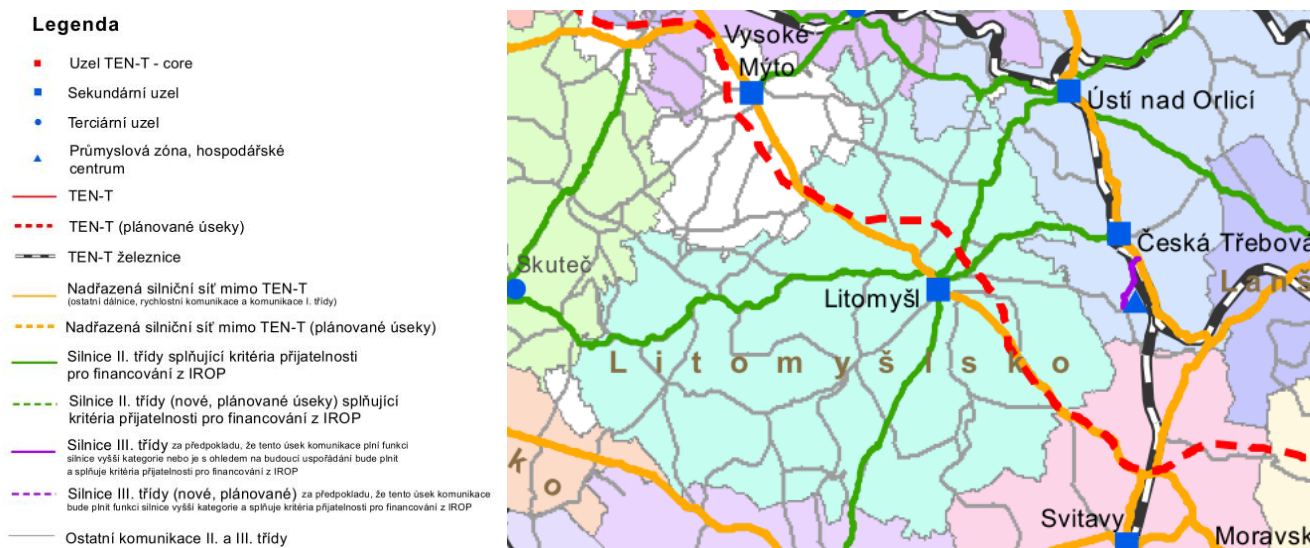 Legenda
Uzel TEN-T - core
Sekundární uzel
Terciární uzel
Průmyslová zóna, hospodářské
centrum
TEN-T
TEN-T (plánované úseky)
TEN-T železnice
Nadřazená silniční síť mimo TEN-T
(ostatní dálnice, rychlostní komunikace a komunikace I. třídy)
Nadřazená silniční síť mimo TEN-T (plánované úseky)
Silnice II. třídy splňující kritéria přijatelnosti
pro financování z IROP
Silnice II. třídy (nové, plánované úseky) splňující
kritéria přijatelnosti pro financování z IROP
Silnice III. třídy za předpokladu, že tento úsek komunikace plní funkci
silnice vyšší kategorie nebo je s ohledem na budoucí uspořádání bude plnit
a splňuje kritéria přijatelnosti pro financování z IROP
Silnice III. třídy (nové, plánované) za předpokladu, že tento úsek komunikace
bude plnit funkci silnice vyšší kategorie a splňuje kritéria přijatelnosti pro financování z IROP
Ostatní komunikace II. a III. třídy
Vysoké
Mýto
Ústí nad Orlicí
Česká Třebová
Skuteč
Lanš
Litomyšl
Litomyšlsko
k
o
Svitavy
Moravsk